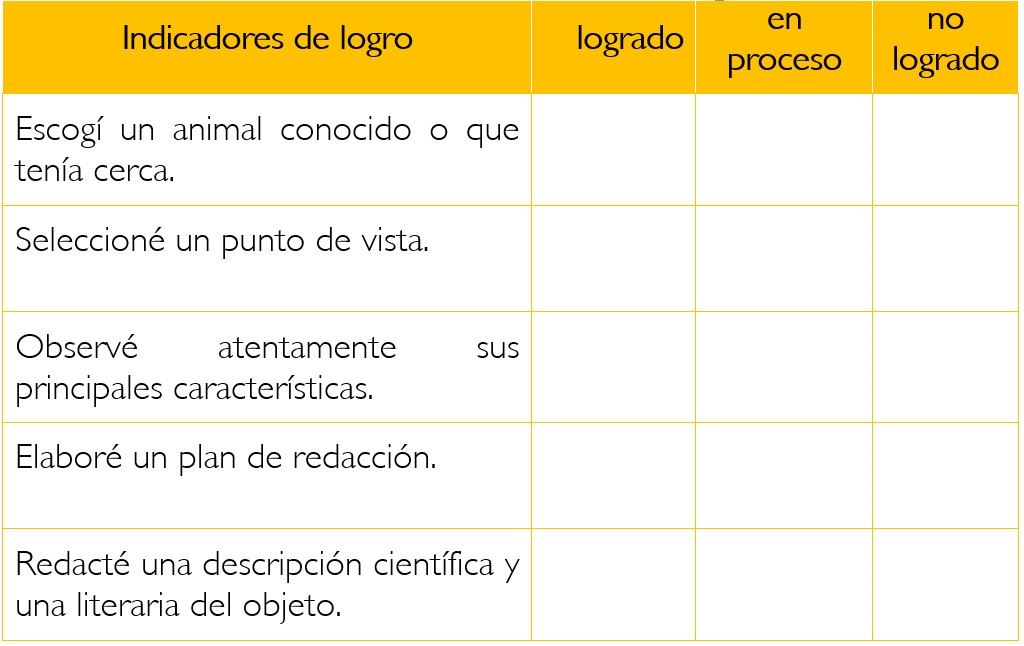 Indicadores de logro logrado en proceso no logrado
Escogí un animal conocido o que
tenía cerca.
Seleccioné un punto de vista.
Observé atentamente sus
principales características.
Elaboré un plan de redacción.
Redacté una descripción científica y
una literaria del objeto.